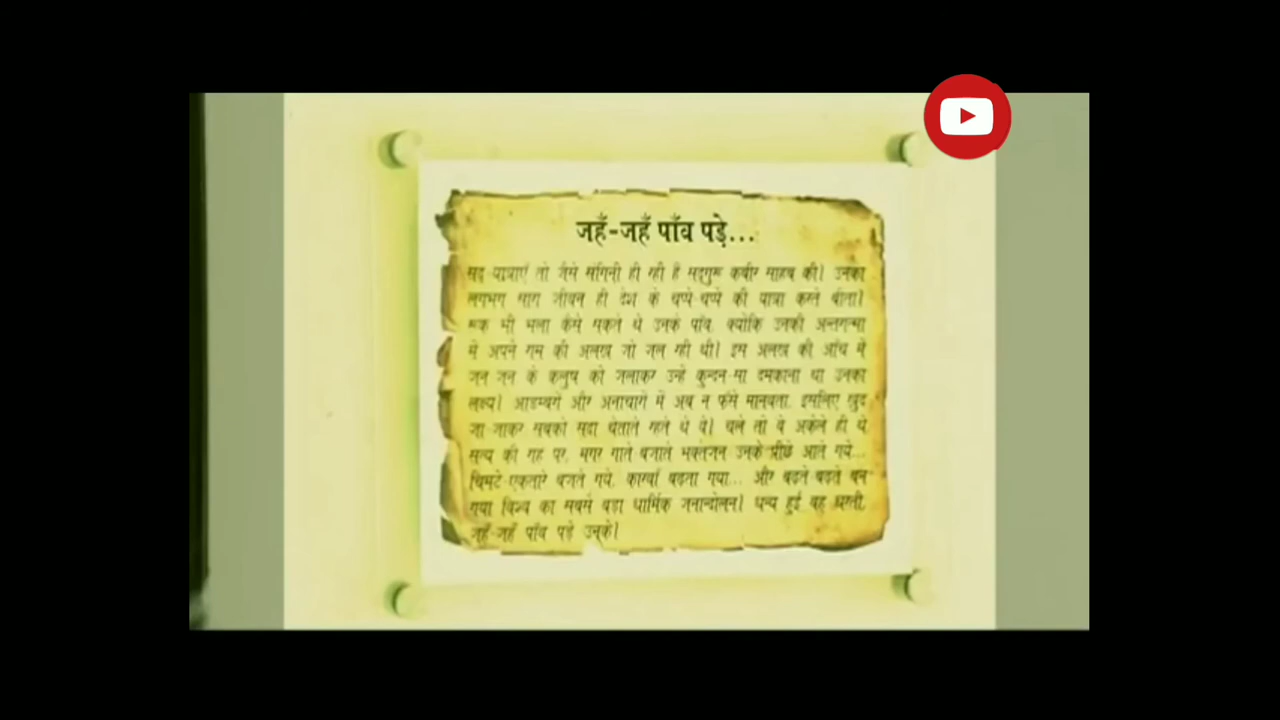 जहँ-जहँ पाँव पड़े...
सद् यात्राएँ तो जैसे संगिनी ही रही हैं सद्गुरू कबीर साहब की। उनका
लगभग सारा जीवन ही देश के चप्पे-चप्पे की यात्रा करते बीता।
रूक भी भला कैसे सकते थे उनके पाँव, क्योंकि उनकी अन्तरात्मा
में अपने राम की अलख जो जल रही थी। इस अलख की आँच में
जन जन के कलुष को जलाकर उन्हें कुन्दन-सा दमकाना था उनका
लक्ष्य। आडम्बरों और अनाचारों में अब न फँसे मानवता, इसलिए खुद
जा जाकर सबको सदा चेताते रहते थे वे। चले तो वे अकेले ही थे
सत्य की राह पर, मगर गाते बजाते भक्तजन उनके पीछे आते गये...
चिमटे एकतारे बजते गये, कारवाँ बढ़ता गया... और बढ़ते बढ़ते बन
गया विश्व का सबसे बड़ा धार्मिक जनान्दोलन। धन्य हुई वह धरती,
जहँ-जहँ पाँव पड़े उनके।